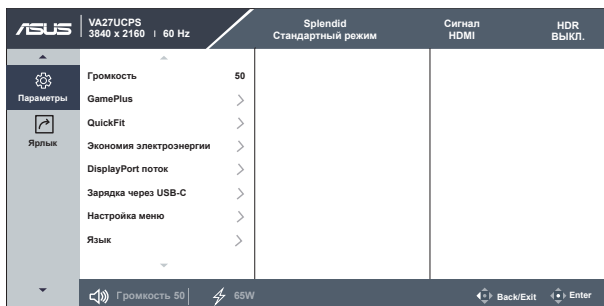 ASUS
VA27UCPS
3840 x 2160 | 60 Hz
Splendid
Стандартный режим
Сигнал
HDMI
HDR
ВЫКЛ.
Параметры
Ярлык
Громкость 50
GamePlus
QuickFit
Экономия электроэнергии
DisplayPort поток
Зарядка через USB-C
Настройка меню
Язык
Громкость 50
65W
Back/Exit
Enter